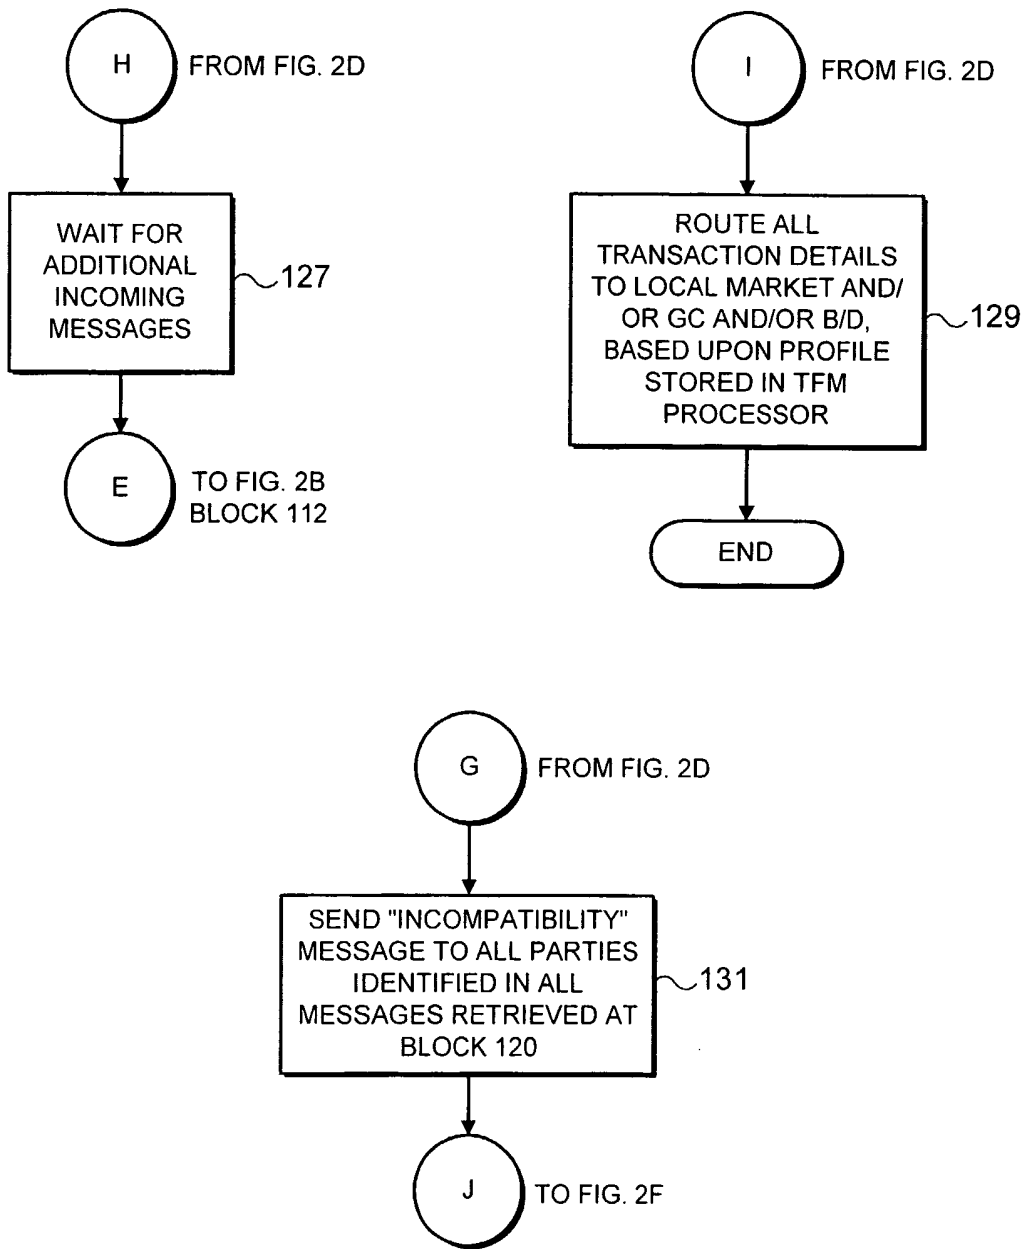 H
FROM FIG. 2D
WAIT FOR
ADDITIONAL
INCOMING
MESSAGES
127
E
TO FIG. 2B
BLOCK 112
I
FROM FIG. 2D
ROUTE ALL
TRANSACTION DETAILS
TO LOCAL MARKET AND/
OR GC AND/OR B/D,
BASED UPON PROFILE
STORED IN TFM
PROCESSOR
129
END
G
FROM FIG. 2D
SEND "INCOMPATIBILITY"
MESSAGE TO ALL PARTIES
IDENTIFIED IN ALL
MESSAGES RETRIEVED AT
BLOCK 120
131
J
TO FIG. 2F